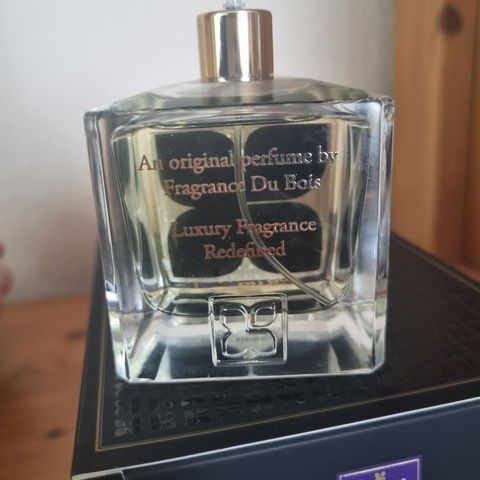 An original perfume by
Fragrance Du Bois
Luxury Fragrance
Redefined